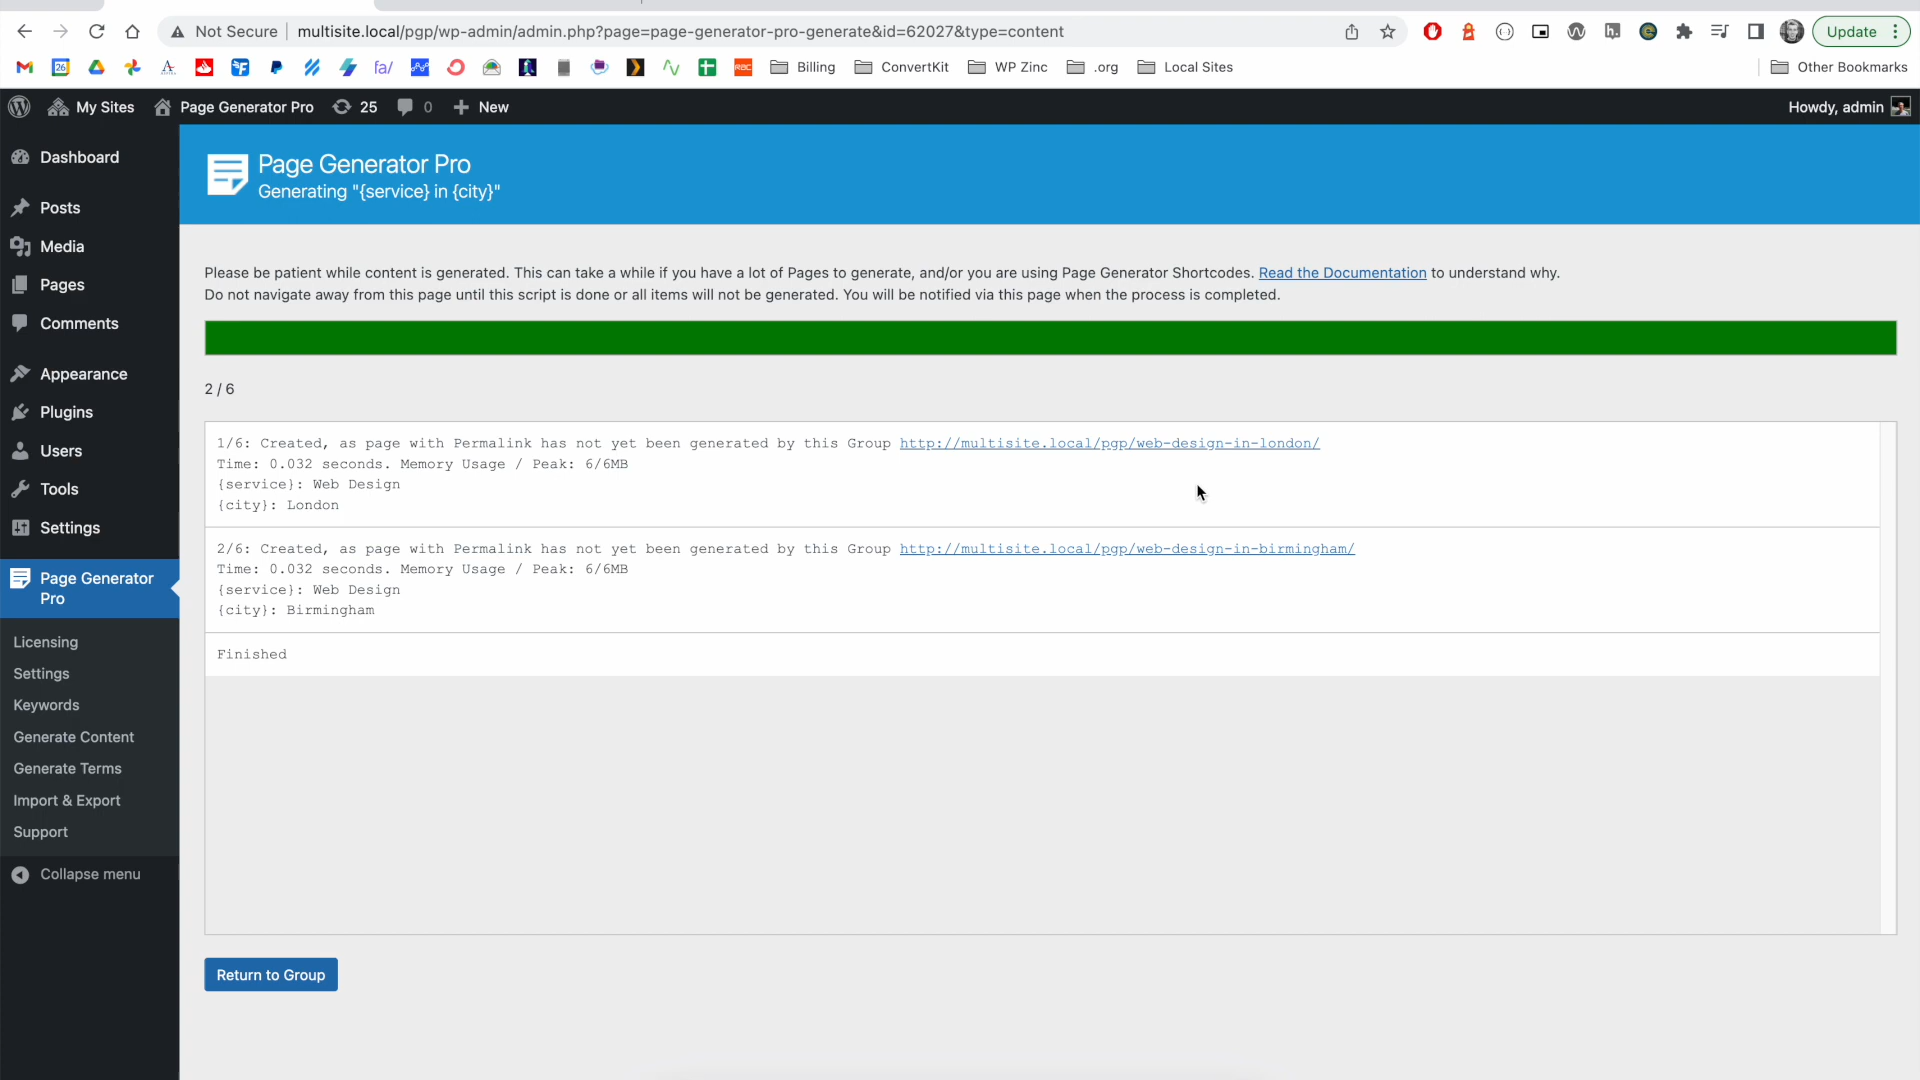 Not Secure
multisite.local/pgp/wp-admin/admin.php?page=page-generator-pro-generate&id=62027&type=content
Update
26
fa/
RBC
Billing
ConvertKit
WP Zinc
.org
Local Sites
Other Bookmarks
My Sites
Page Generator Pro
25
0
New
Howdy, admin
Dashboard
Posts
Media
Pages
Comments
Appearance
Plugins
Users
Tools
Settings
Page Generator
Pro
Licensing
Settings
Keywords
Generate Content
Generate Terms
Import & Export
Support
Collapse menu
Page Generator Pro
Generating "{service} in {city}"
Please be patient while content is generated. This can take a while if you have a lot of Pages to generate, and/or you are using Page Generator Shortcodes. Read the Documentation to understand why.
Do not navigate away from this page until this script is done or all items will not be generated. You will be notified via this page when the process is completed.
2 / 6
1/6: Created, as page with Permalink has not yet been generated by this Group http://multisite.local/pgp/web-design-in-london/
Time: 0.032 seconds. Memory Usage / Peak: 6/6MB
{service}: Web Design
{city}: London
2/6: Created, as page with Permalink has not yet been generated by this Group http://multisite.local/pgp/web-design-in-birmingham/
Time: 0.032 seconds. Memory Usage / Peak: 6/6MB
{service}: Web Design
{city}: Birmingham
Finished
Return to Group